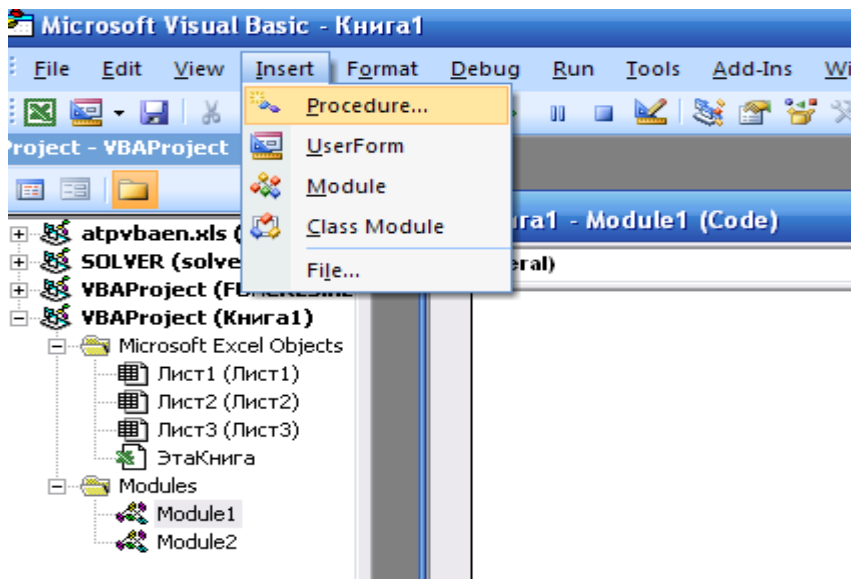 Microsoft Visual Basic - Книга1
File Edit View Insert Format Debug Run Tools Add-Ins
Procedure...
UserForm
Module
Class Module
File...
Project - VBAProject
atpvbaen.xls (
SOLVER (solve
VBAProject (
VBAProject (Книга1)
Microsoft Excel Objects
Лист1 (Лист1)
Лист2 (Лист2)
Лист3 (Лист3)
ЭтаКнига
Modules
Module1
Module2
ига1 - Module1 (Code)
eral)